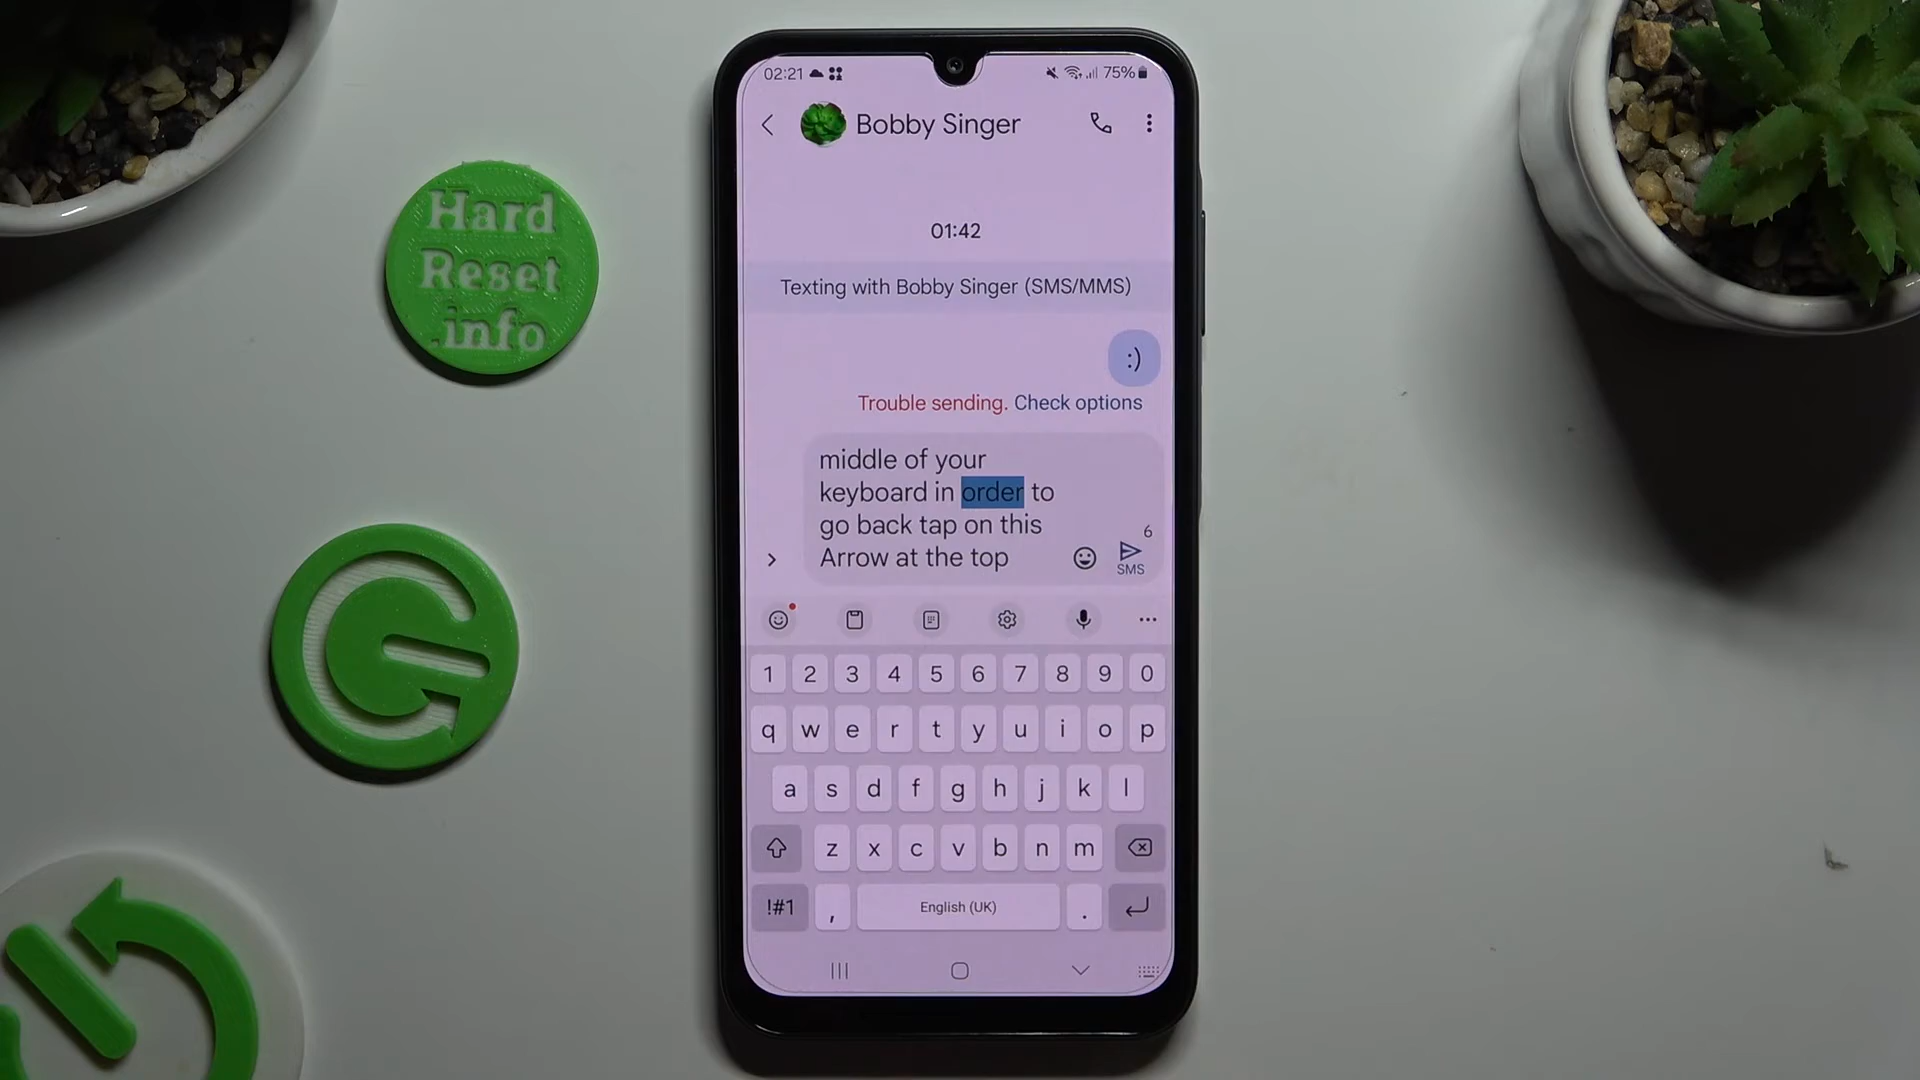 Hard
Reset
.info
02:21
75%
Bobby Singer
01:42
Texting with Bobby Singer (SMS/MMS)
:)
Trouble sending. Check options
middle of your
keyboard in order to
go back tap on this
Arrow at the top
6
SMS
1 2 3 4 5 6 7 8 9 0
q w e r t y u i o p
a s d f g h j k l
z x c v b n m
!#1 , English (UK) .